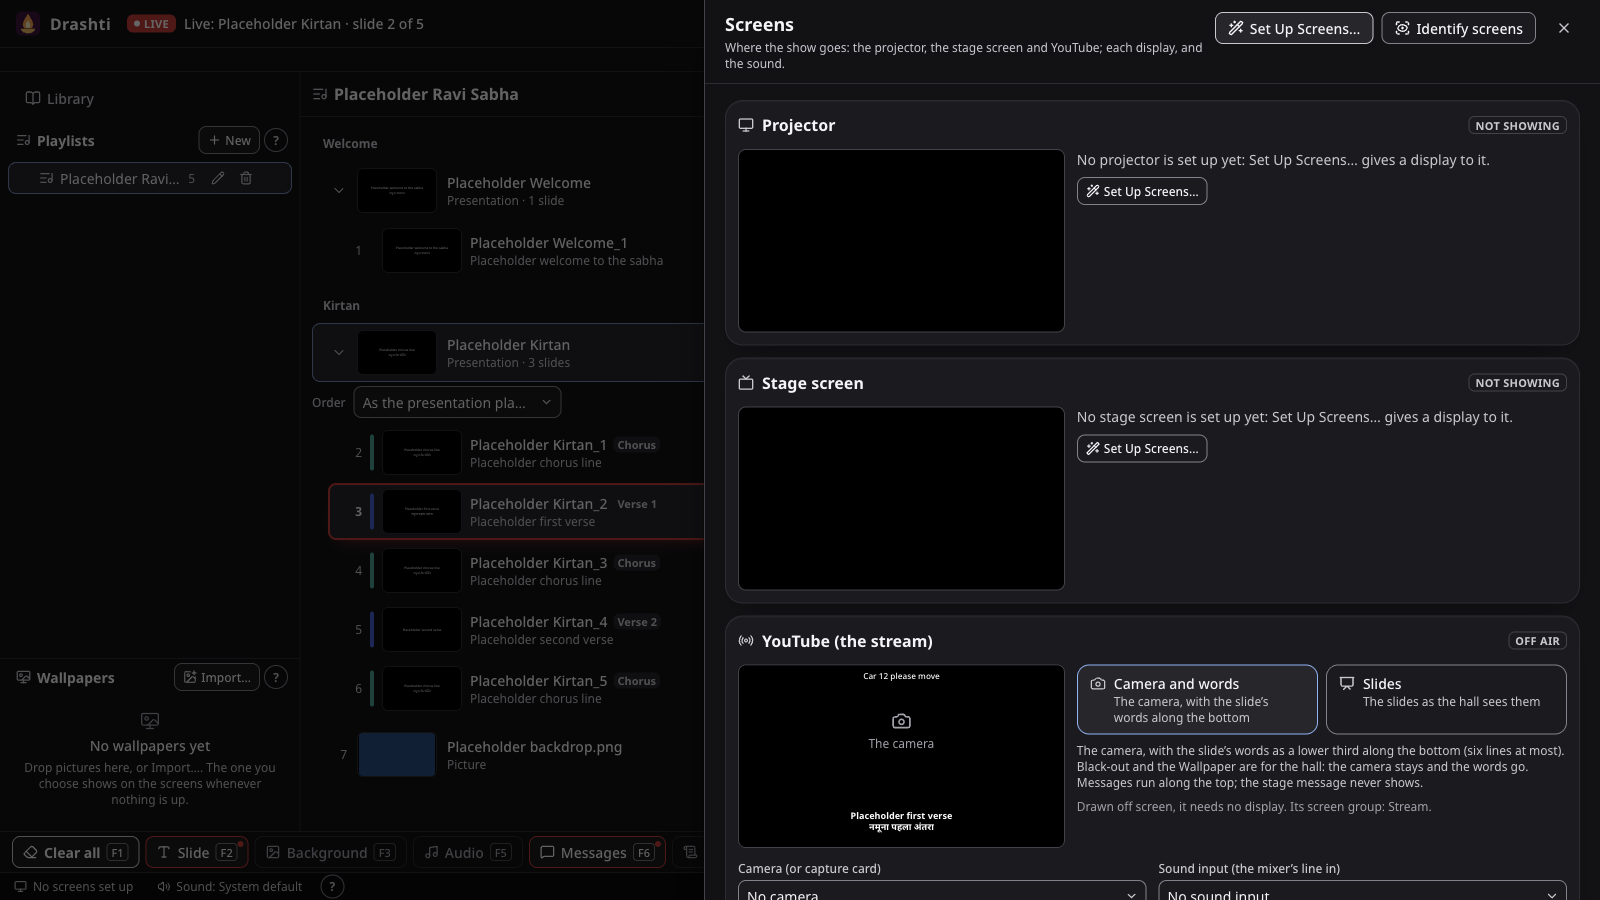 Drashti
LIVE
Live: Placeholder Kirtan · slide 2 of 5
Library
Playlists
New
?
Placeholder Ravi...
5
Placeholder Ravi Sabha
Welcome
Placeholder Welcome
Presentation · 1 slide
1
Placeholder Welcome_1
Placeholder welcome to the sabha
Kirtan
Placeholder Kirtan
Presentation · 3 slides
Order
As the presentation pla...
2
Placeholder Kirtan_1
Chorus
Placeholder chorus line
3
Placeholder Kirtan_2
Verse 1
Placeholder first verse
4
Placeholder Kirtan_3
Chorus
Placeholder chorus line
5
Placeholder Kirtan_4
Verse 2
Placeholder second verse
6
Placeholder Kirtan_5
Chorus
Placeholder chorus line
7
Placeholder backdrop.png
Picture
Wallpapers
Import...
?
No wallpapers yet
Drop pictures here, or Import.... The one you
choose shows on the screens whenever
nothing is up.
Clear all
F1
Slide
F2
Background
F3
Audio
F5
Messages
F6
No screens set up
Sound: System default
?
Screens
Where the show goes: the projector, the stage screen and YouTube; each display, and
the sound.
Set Up Screens...
Identify screens
Projector
NOT SHOWING
No projector is set up yet: Set Up Screens... gives a display to it.
Set Up Screens...
Stage screen
NOT SHOWING
No stage screen is set up yet: Set Up Screens... gives a display to it.
Set Up Screens...
YouTube (the stream)
OFF AIR
Car 12 please move
The camera
Placeholder first verse
नमूना पहला अंतरा
Camera and words
The camera, with the slide’s
words along the bottom
Slides
The slides as the hall sees them
The camera, with the slide’s words as a lower third along the bottom (six lines at most).
Black-out and the Wallpaper are for the hall: the camera stays and the words go.
Messages run along the top; the stage message never shows.
Drawn off screen, it needs no display. Its screen group: Stream.
Camera (or capture card)
No camera
Sound input (the mixer’s line in)
No sound input